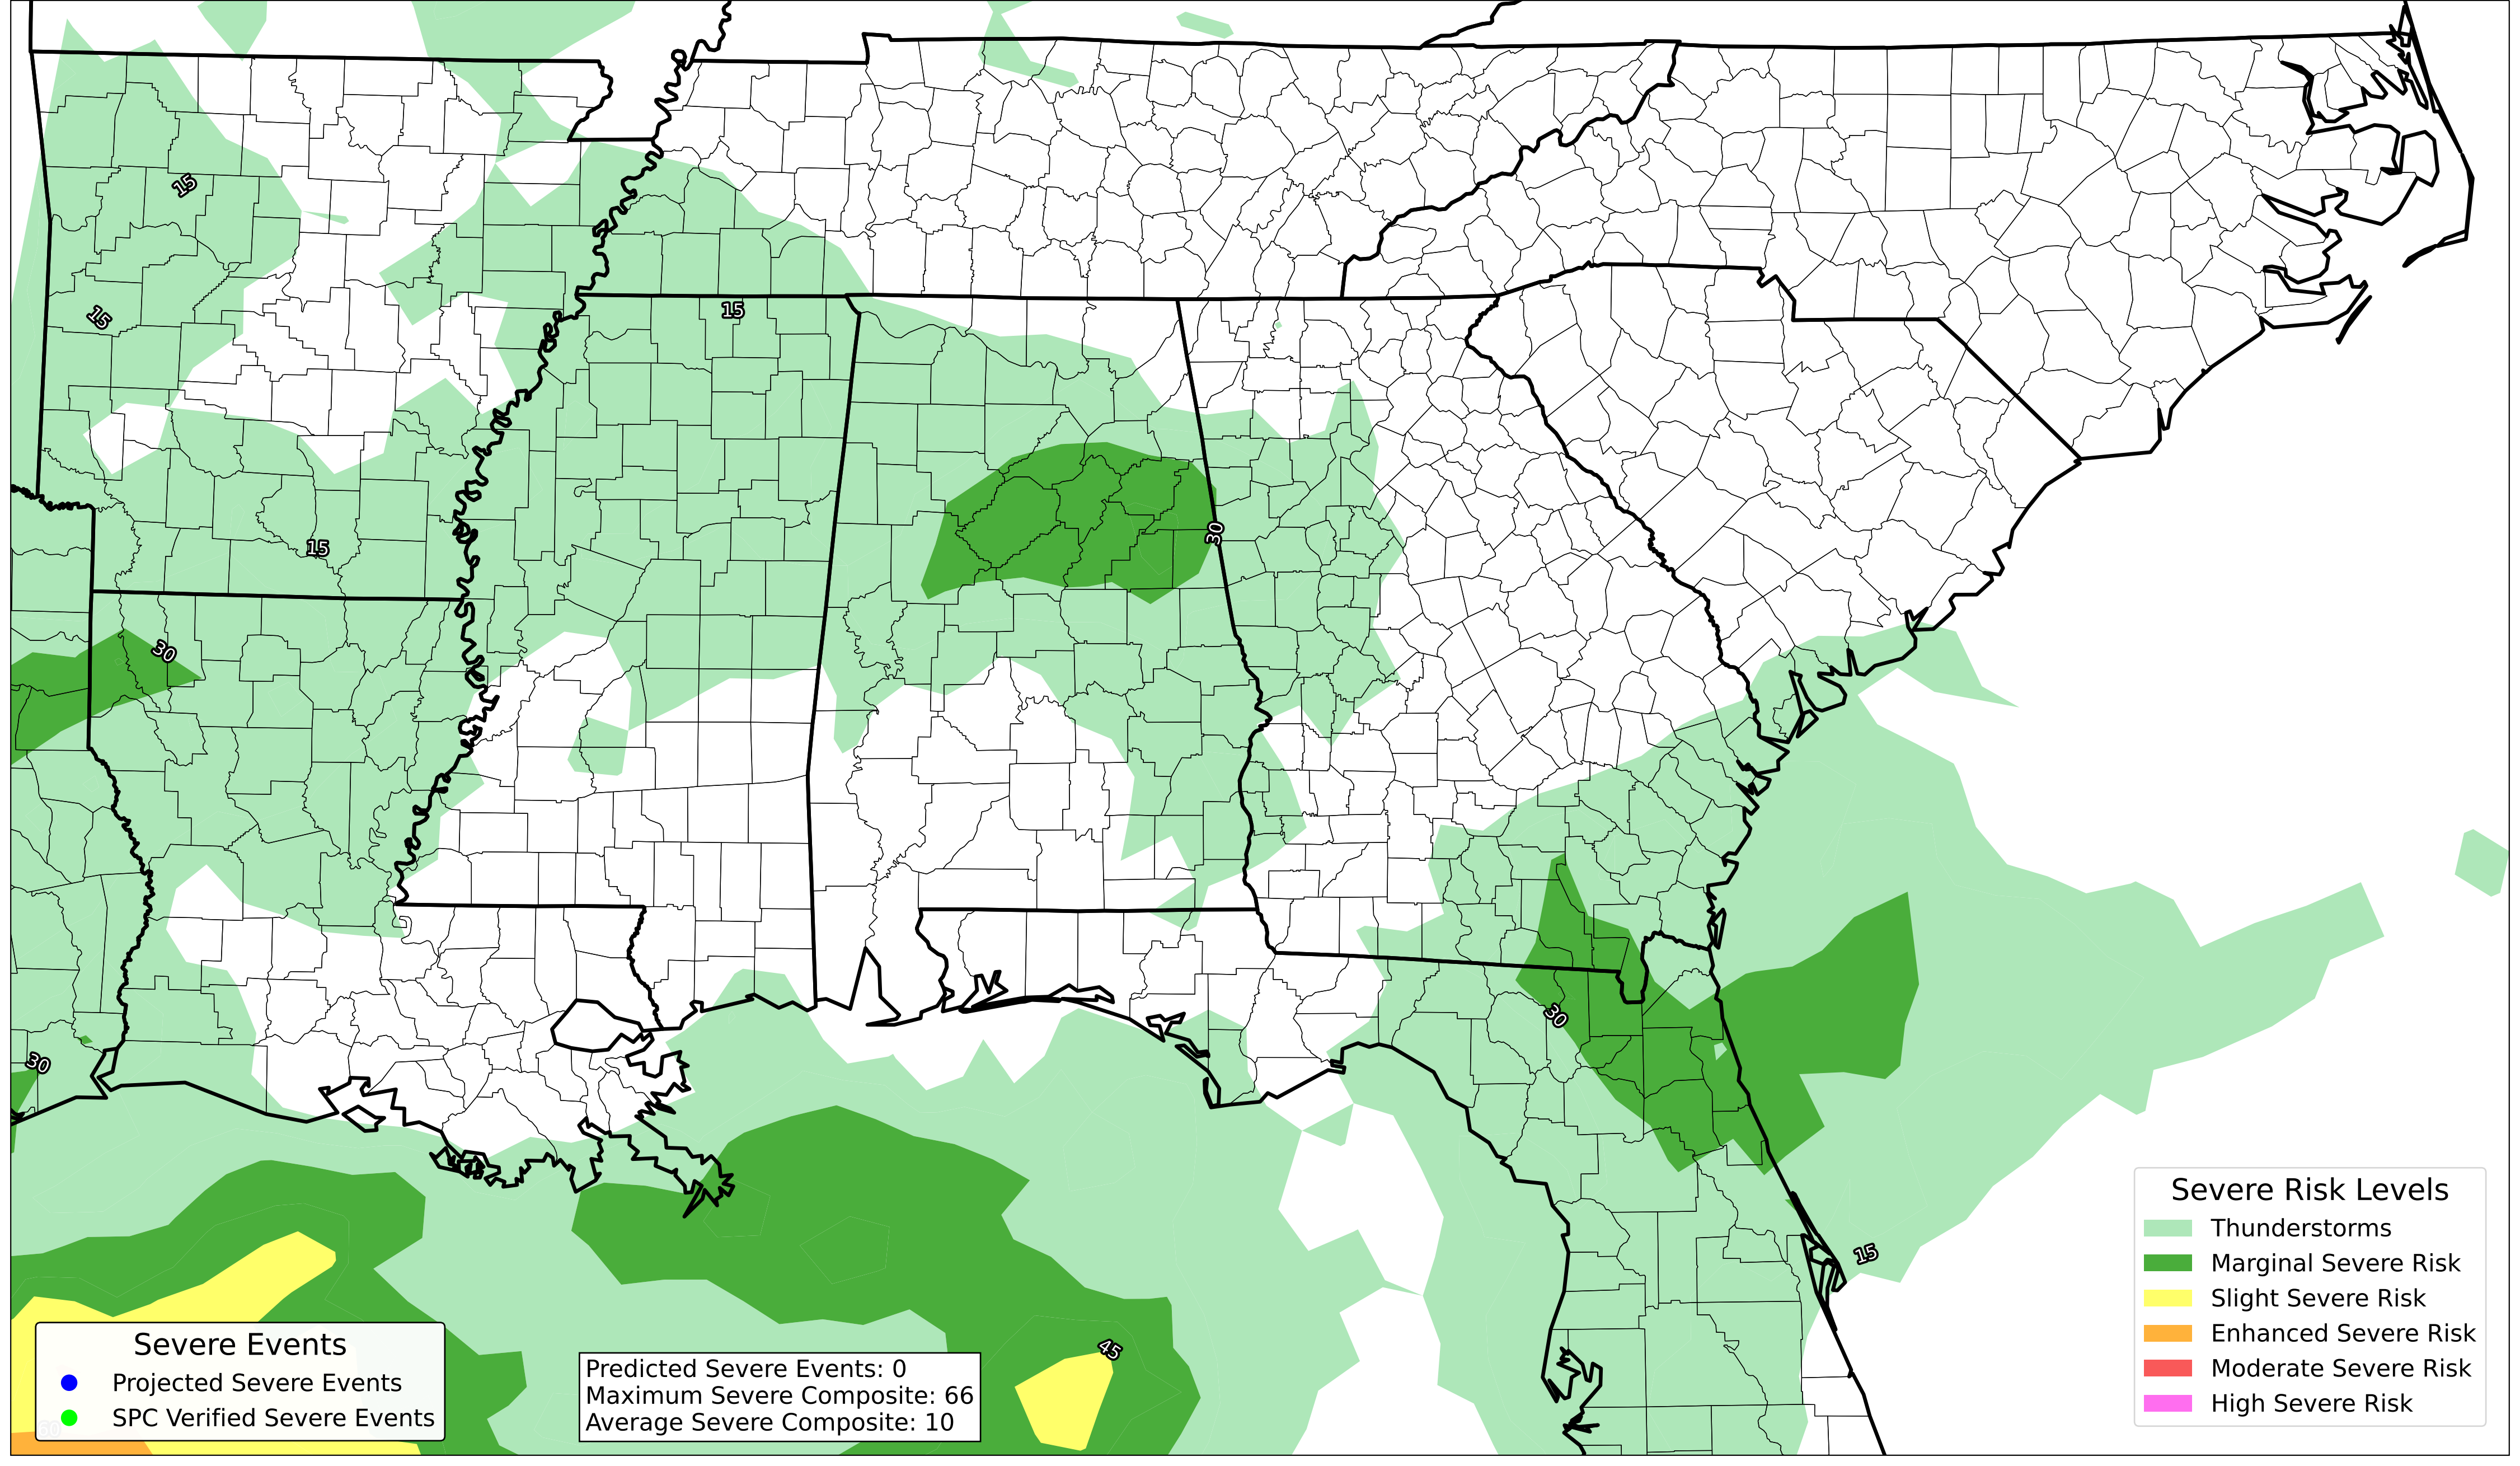 15
15
15
30
15
30
30
30
15
45
60
Severe Events
Projected Severe Events
SPC Verified Severe Events
Predicted Severe Events: 0
Maximum Severe Composite: 66
Average Severe Composite: 10
Severe Risk Levels
Thunderstorms
Marginal Severe Risk
Slight Severe Risk
Enhanced Severe Risk
Moderate Severe Risk
High Severe Risk